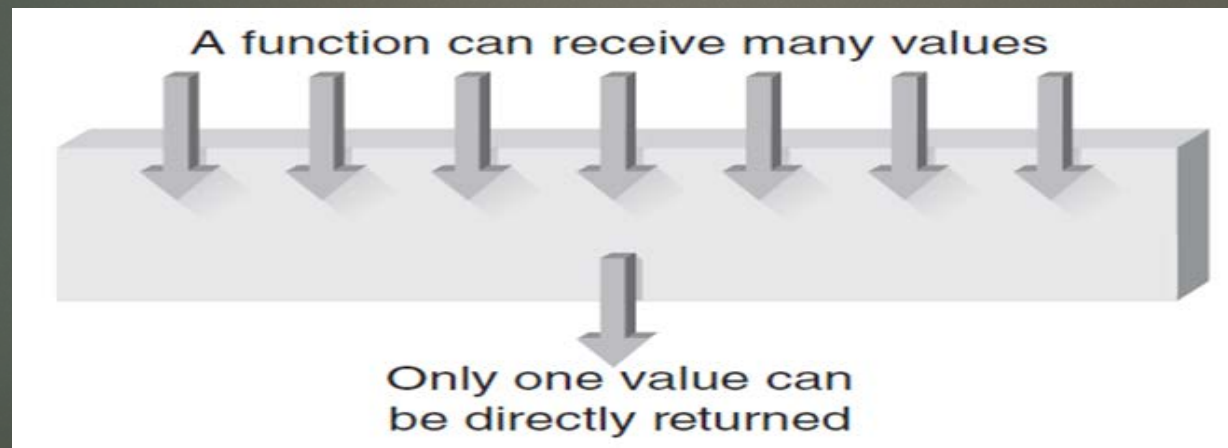 A function can receive many values
Only one value can
be directly returned